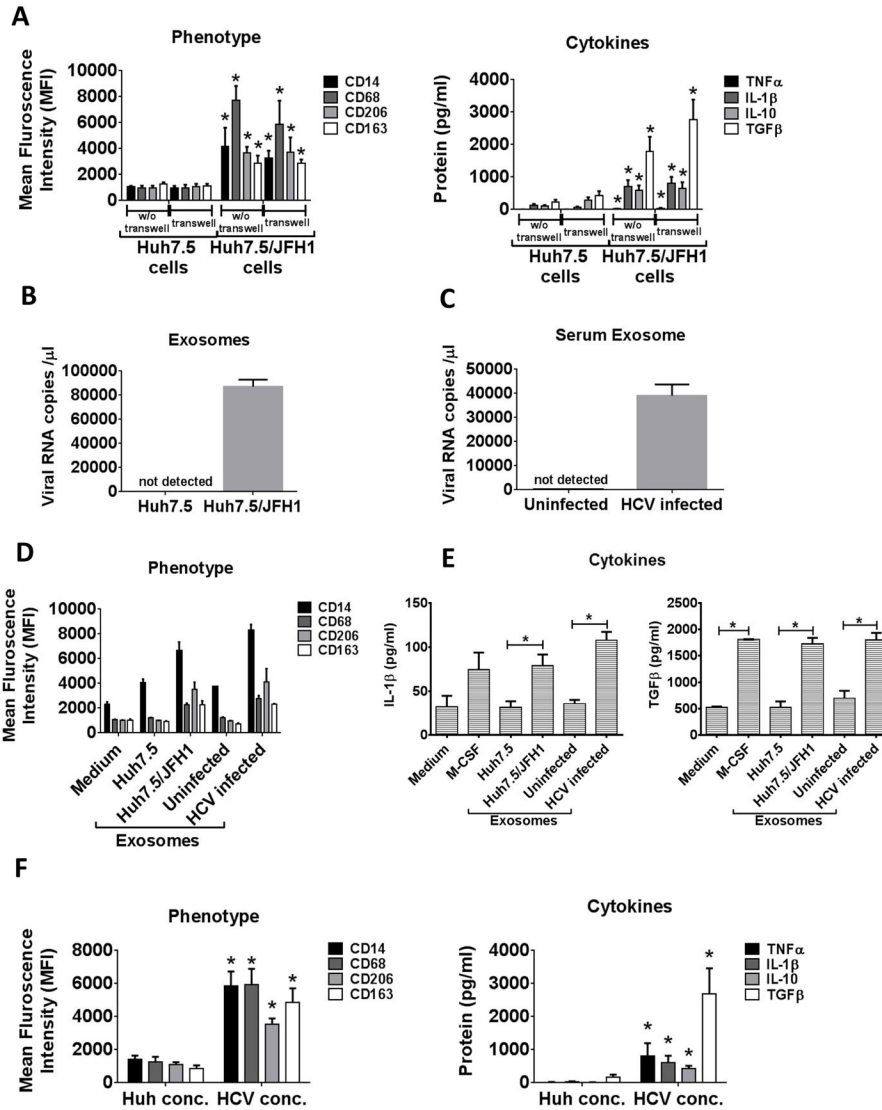 A
Phenotype
Mean Fluroscence
Intensity (MFI)
10000
8000
6000
4000
2000
0
* * * * * * * *
CD14
CD68
CD206
CD163
w/o
transwell
transwell
w/o
transwell
transwell
Huh7.5
cells
Huh7.5/JFH1
cells
Cytokines
Protein (pg/ml)
4000
3000
2000
1000
0
* * * * * * * *
TNFα
IL-1β
IL-10
TGFβ
w/o
transwell
transwell
w/o
transwell
transwell
Huh7.5
cells
Huh7.5/JFH1
cells
B
Exosomes
Viral RNA copies /µl
100000
80000
60000
40000
20000
0
not detected
Huh7.5
Huh7.5/JFH1
C
Serum Exosome
Viral RNA copies /µl
50000
40000
30000
20000
10000
0
not detected
Uninfected
HCV infected
D
Phenotype
Mean Fluroscence
Intensity (MFI)
10000
8000
6000
4000
2000
0
CD14
CD68
CD206
CD163
Medium
Huh7.5
Huh7.5/JFH1
Uninfected
HCV infected
Exosomes
E
Cytokines
IL-1β (pg/ml)
150
100
50
0
* *
Medium
M-CSF
Huh7.5
Huh7.5/JFH1
Uninfected
HCV infected
Exosomes
TGFβ (pg/ml)
2500
2000
1500
1000
500
0
* * *
Medium
M-CSF
Huh7.5
Huh7.5/JFH1
Uninfected
HCV infected
Exosomes
F
Phenotype
Mean Fluroscence
Intensity (MFI)
8000
6000
4000
2000
0
* * * *
CD14
CD68
CD206
CD163
Huh conc.
HCV conc.
Cytokines
Protein (pg/ml)
4000
3000
2000
1000
0
* * * *
TNFα
IL-1β
IL-10
TGFβ
Huh conc.
HCV conc.